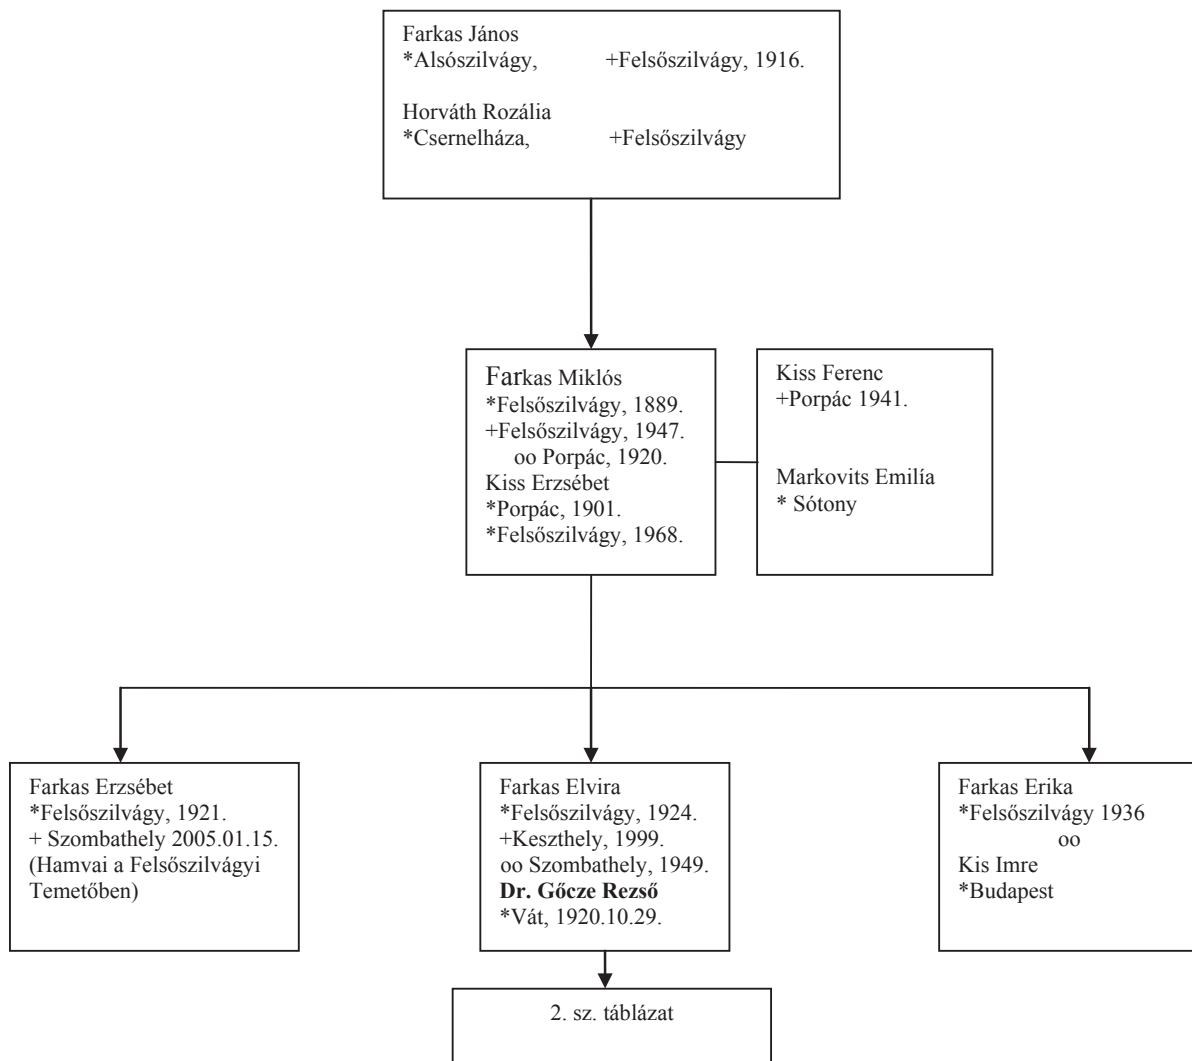 Farkas János
*Alsószilvágy, +Felsőszilvágy, 1916.
Horváth Rozália
*Csernelháza, +Felsőszilvágy
Farkas Miklós
*Felsőszilvágy, 1889.
+Felsőszilvágy, 1947.
oo Porpác, 1920.
Kiss Erzsébet
*Porpác, 1901.
*Felsőszilvágy, 1968.
Kiss Ferenc
+Porpác 1941.
Markovits Emilía
* Sótony
Farkas Erzsébet
*Felsőszilvágy, 1921.
+ Szombathely 2005.01.15.
(Hamvai a Felsőszilvágyi
Temetőben)
Farkas Elvira
*Felsőszilvágy, 1924.
+Keszthely, 1999.
oo Szombathely, 1949.
Dr. Gőcze Rezső
*Vát, 1920.10.29.
Farkas Erika
*Felsőszilvágy 1936
oo
Kis Imre
*Budapest
2. sz. táblázat